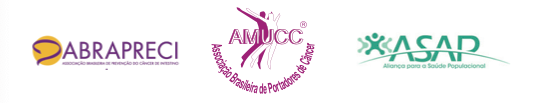 ABRAPRECI
ASSOCIAÇÃO BRASILEIRA DE PREVENÇÃO DO CÂNCER DE INTESTINO
AMUCC®
Associação Brasileira de Portadores de Câncer
ASAP
Aliança para a Saúde Populacional